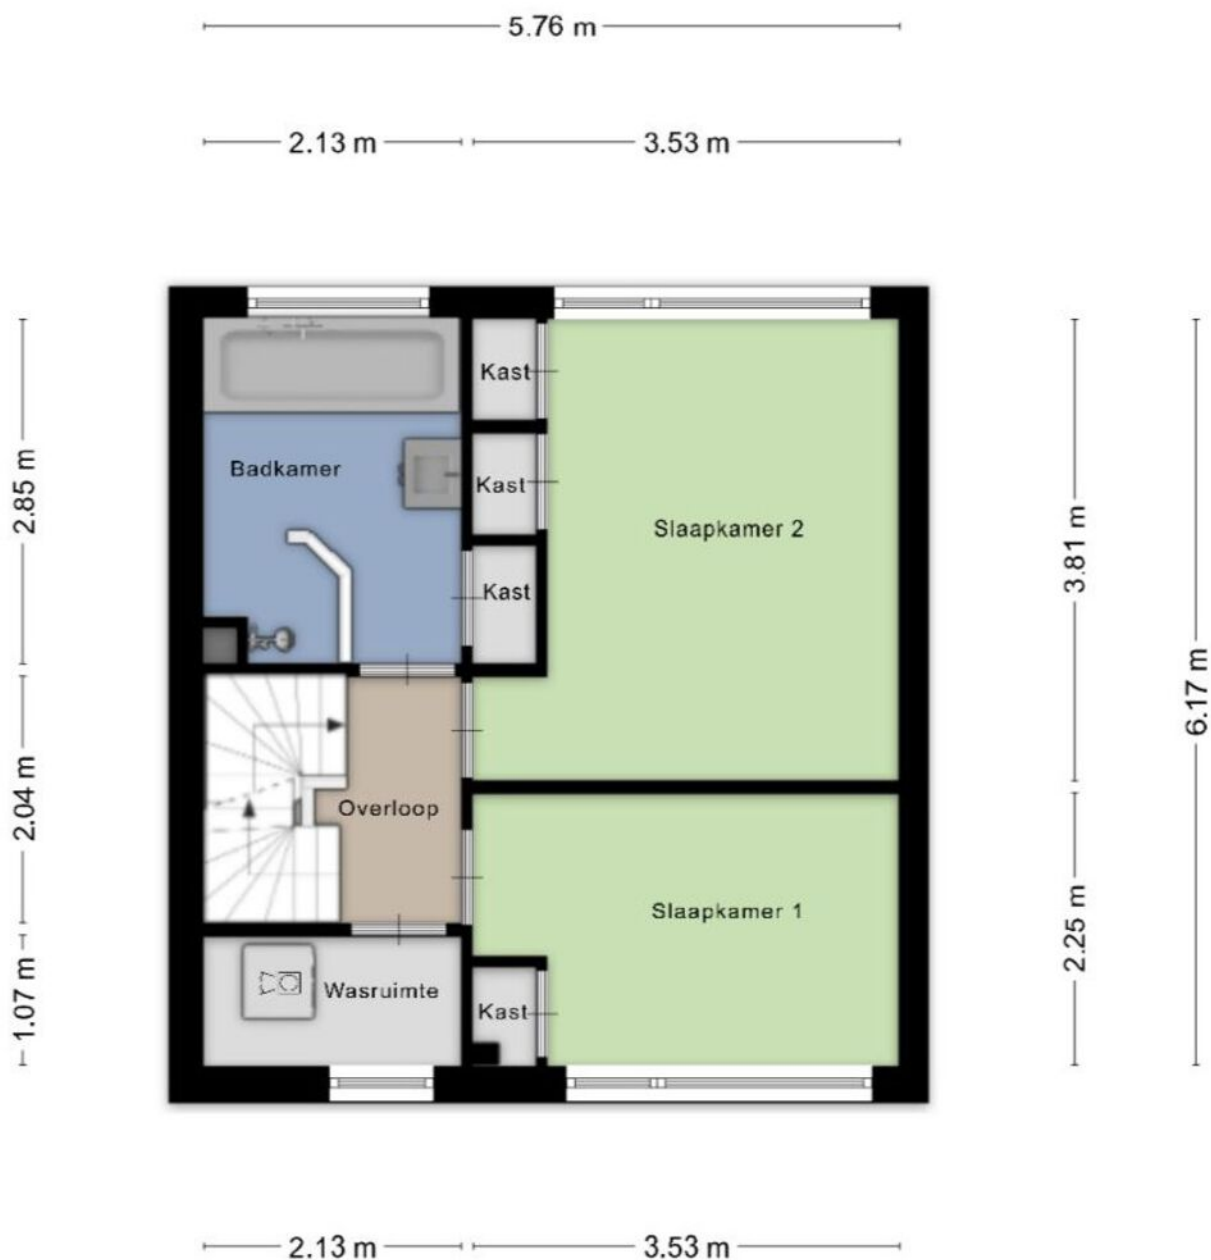 5.76 m
2.13 m
3.53 m
Kast
Badkamer
Kast
Slaapkamer 2
Kast
2.85 m
3.81 m
6.17 m
2.04 m
Overloop
Slaapkamer 1
2.25 m
1.07 m
Wasruimte
Kast
2.13 m
3.53 m